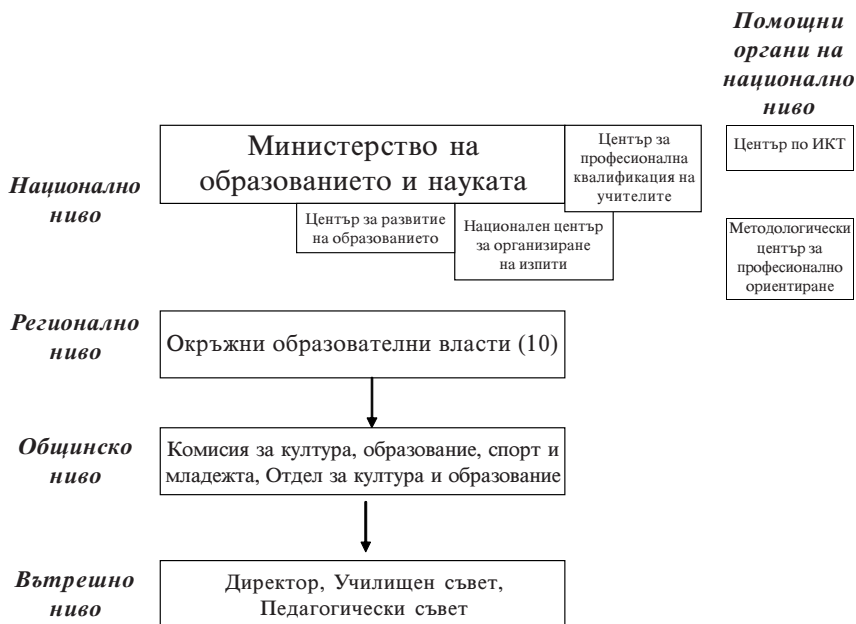 Помощни
органи на
национално
ниво
Национално
ниво
Министерство на
образованието и науката
Център за
професионална
квалификация на
учителите
Център по ИКТ
Център за развитие
на образованието
Национален център
за организиране
на изпити
Методологически
център за
професионално
ориентиране
Регионално
ниво
Окръжни образователни власти (10)
Общинско
ниво
Комисия за култура, образование, спорт и
младежта, Отдел за култура и образование
Вътрешно
ниво
Директор, Училищен съвет,
Педагогически съвет